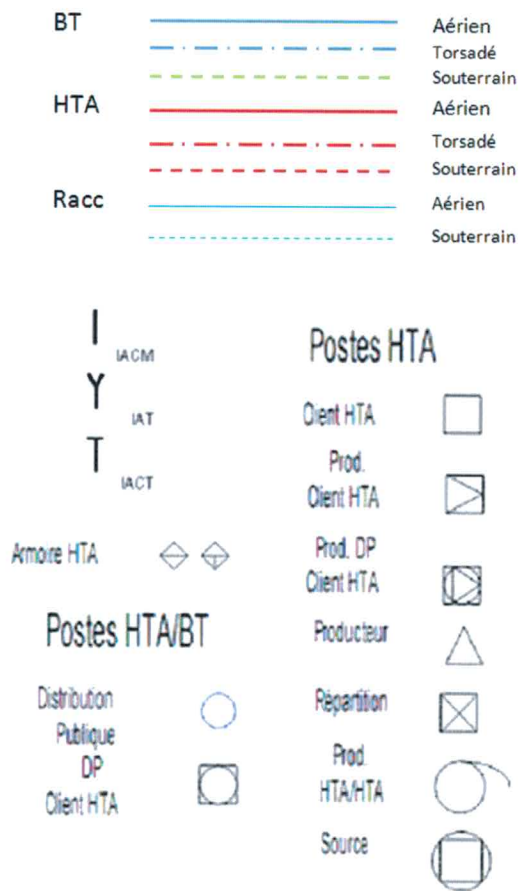 BT
Aérien
Torsadé
Souterrain
HTA
Aérien
Torsadé
Souterrain
Racc
Aérien
Souterrain
IACM
IAT
IACT
Armoire HTA
Postes HTA/BT
Distribution
Publique
DP
Client HTA
Postes HTA
Client HTA
Prod.
Client HTA
Prod. DP
Client HTA
Producteur
Répartition
Prod.
HTA/HTA
Source